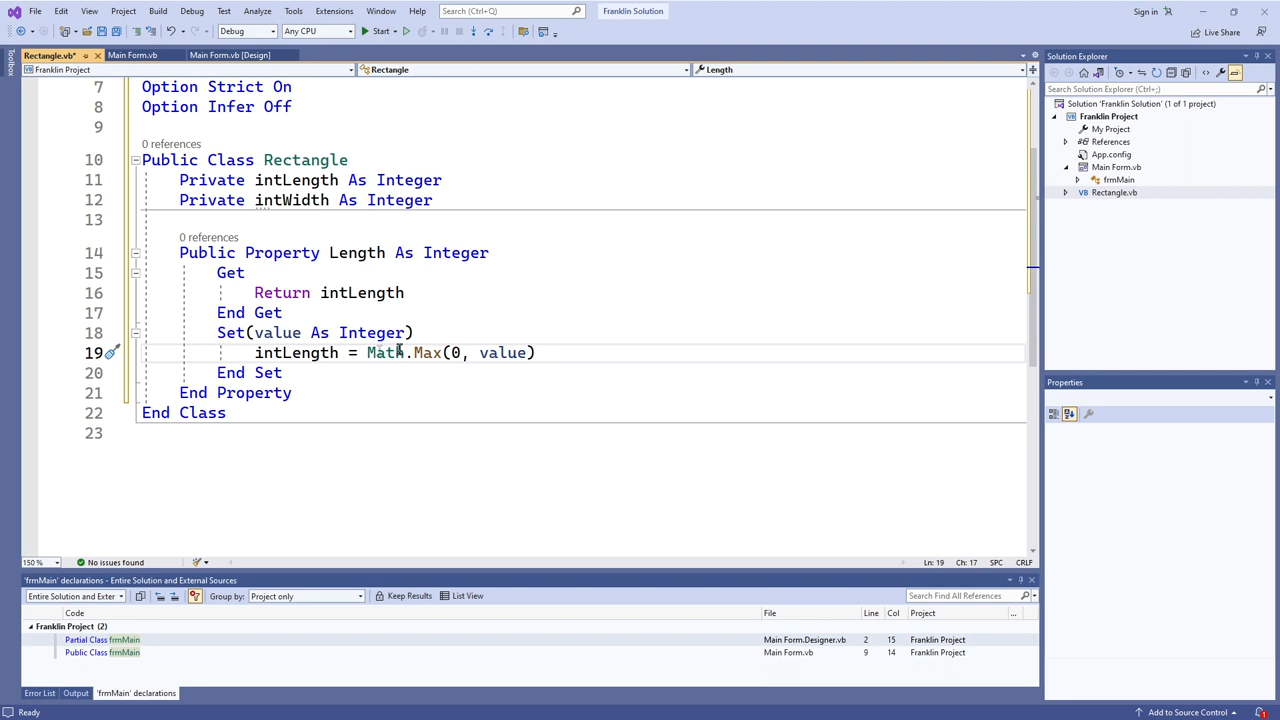 File Edit View Project Build Debug Test Analyze Tools Extensions Window Help Search (Ctrl+Q) Franklin Solution Sign in
Debug Any CPU Start Live Share
Toolbox
Rectangle.vb* Main Form.vb Main Form.vb [Design]
Franklin Project Rectangle Length
7 Option Strict On
8 Option Infer Off
9
0 references
10 Public Class Rectangle
11 Private intLength As Integer
12 Private intWidth As Integer
13
0 references
14 Public Property Length As Integer
15 Get
16 Return intLength
17 End Get
18 Set(value As Integer)
19 intLength = Math.Max(0, value)
20 End Set
21 End Property
22 End Class
23
150 % No issues found Ln: 19 Ch: 17 SPC CRLF
'frmMain' declarations - Entire Solution and External Sources
Entire Solution and Exter Group by: Project only Keep Results List View Search Find All References
Code File Line Col Project ...
Franklin Project (2)
Partial Class frmMain Main Form.Designer.vb 2 15 Franklin Project
Public Class frmMain Main Form.vb 9 14 Franklin Project
Error List Output 'frmMain' declarations
Ready Add to Source Control 1
Solution Explorer
Search Solution Explorer (Ctrl+;)
Solution 'Franklin Solution' (1 of 1 project)
Franklin Project
My Project
References
App.config
Main Form.vb
frmMain
Rectangle.vb
Properties